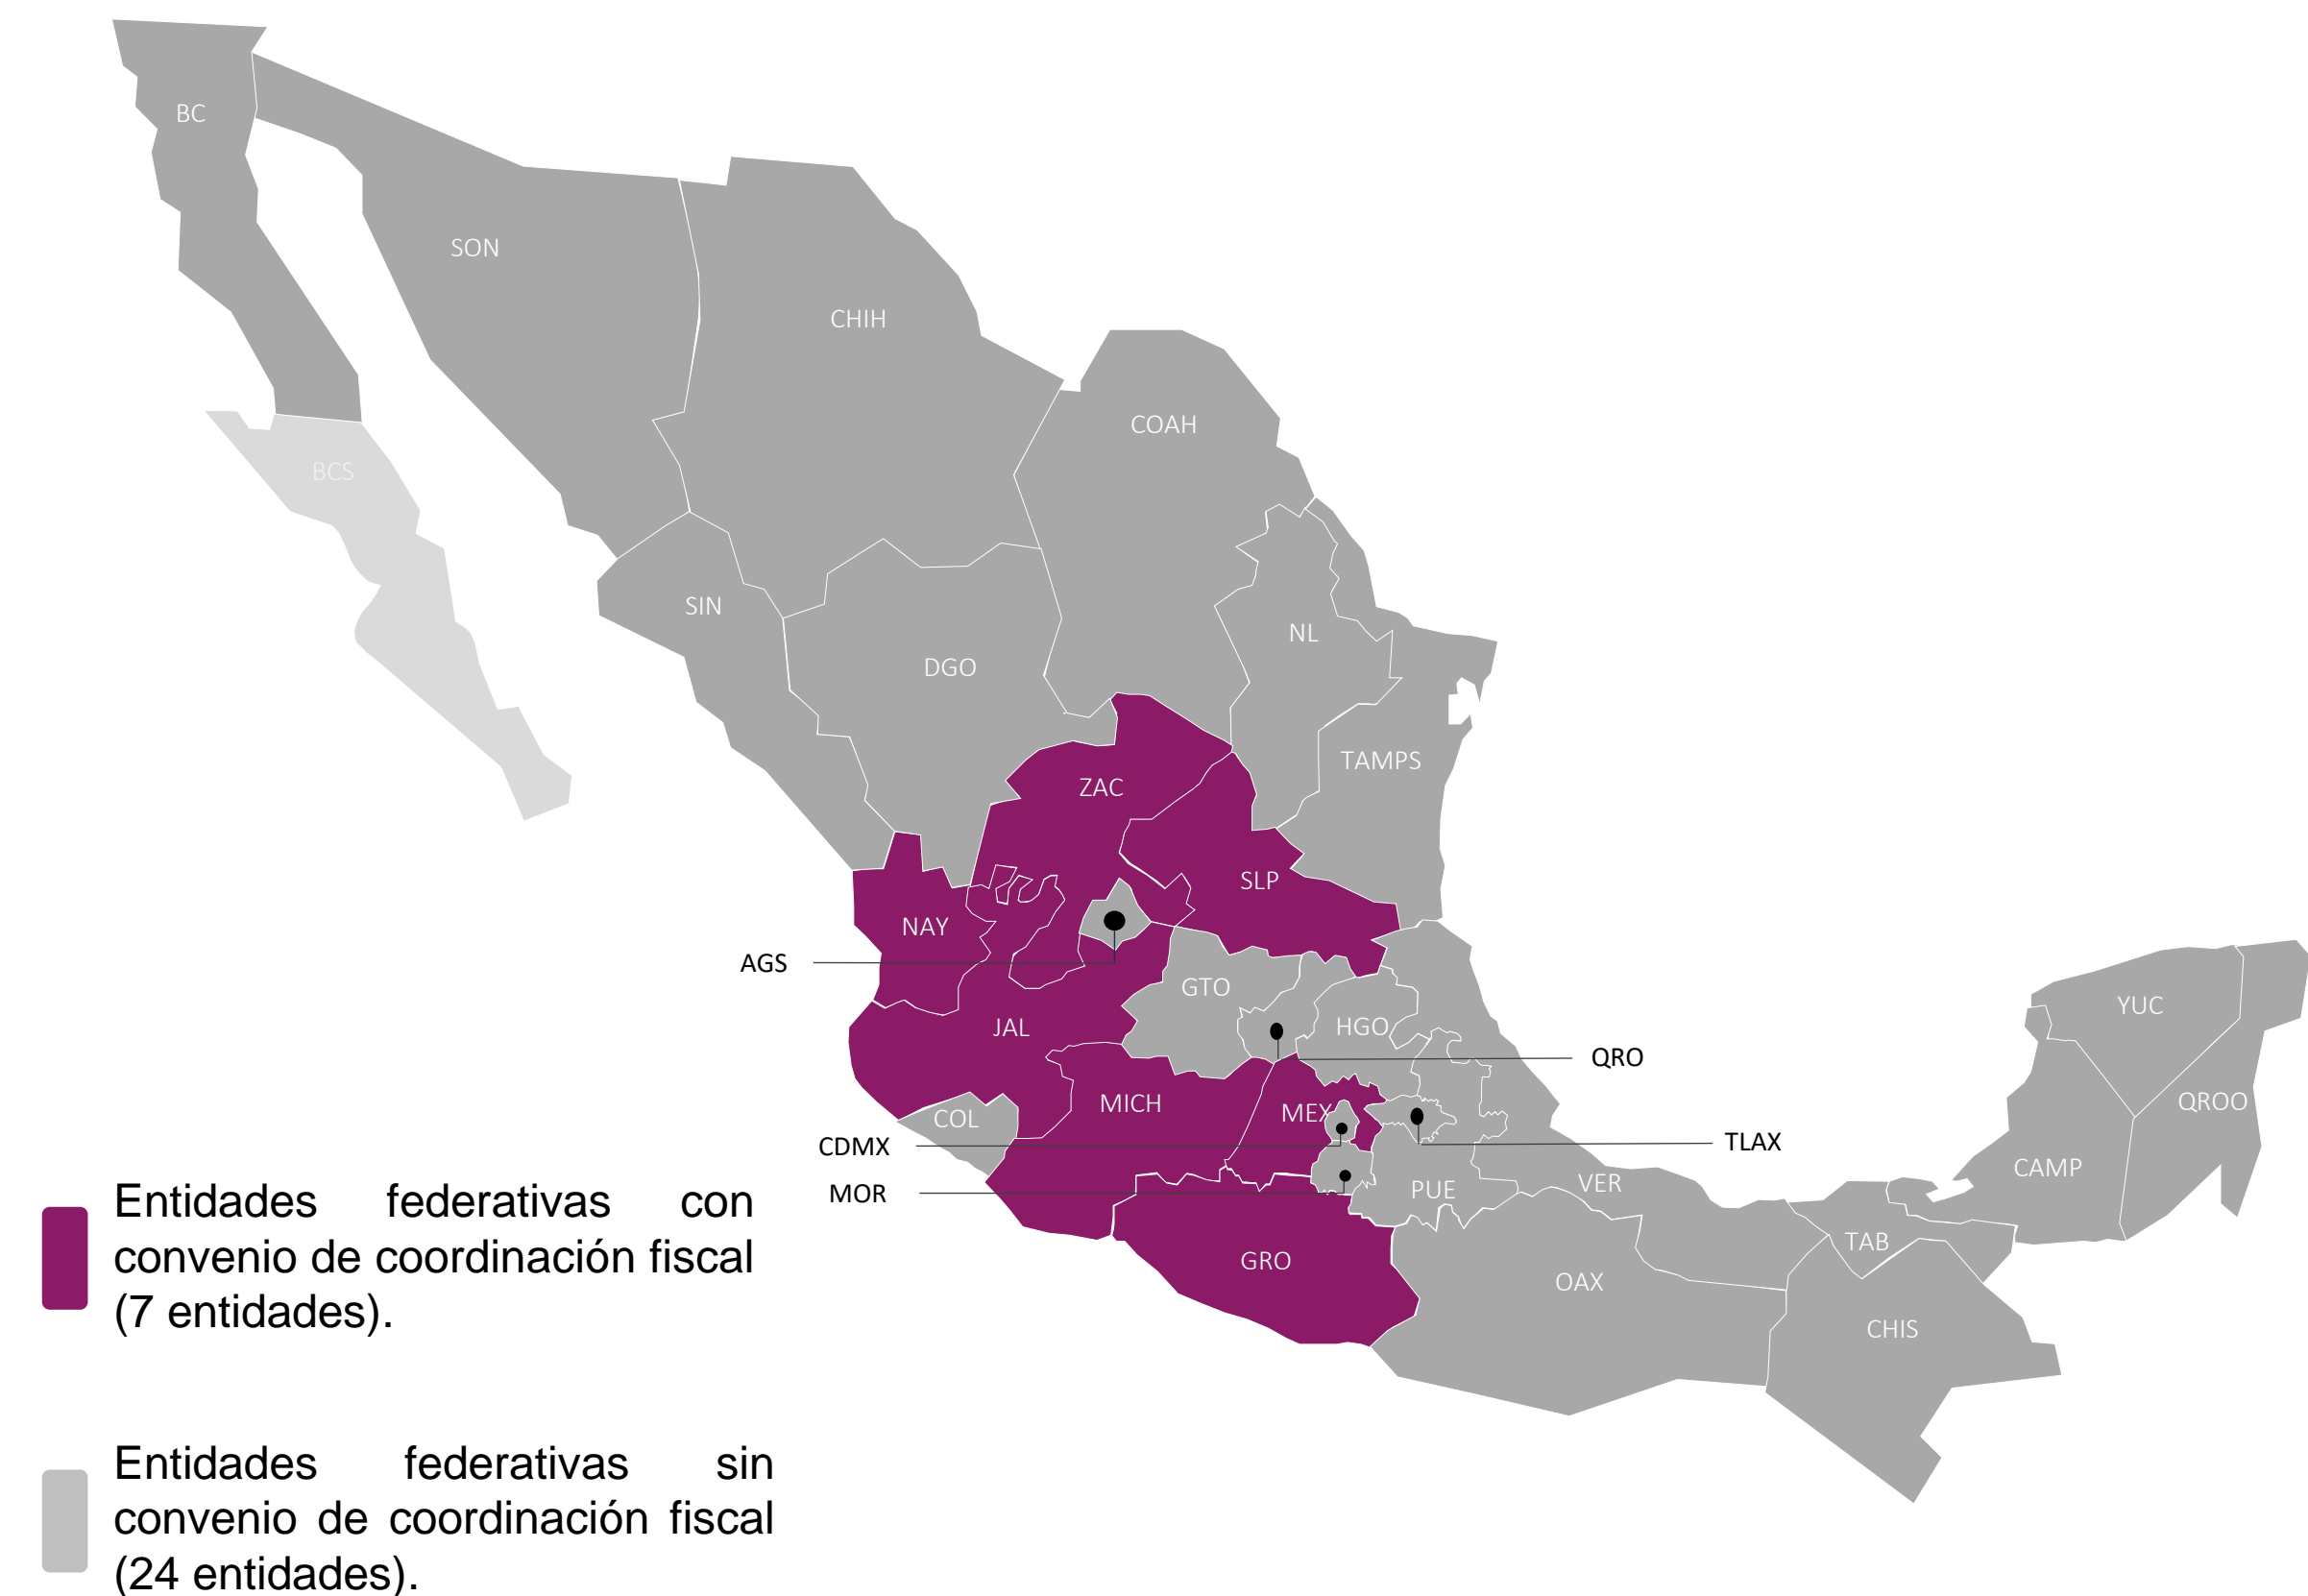 BC
SON
CHIH
COAH
BCS
SIN
NL
DGO
TAMPS
ZAC
SLP
NAY
AGS
GTO
YUC
JAL
HGO
QRO
QROO
MICH
MEX
COL
CDMX
TLAX
CAMP
MOR
PUE
VER
TAB
GRO
OAX
CHIS
Entidades federativas con
convenio de coordinación fiscal
(7 entidades).
Entidades federativas sin
convenio de coordinación fiscal
(24 entidades).